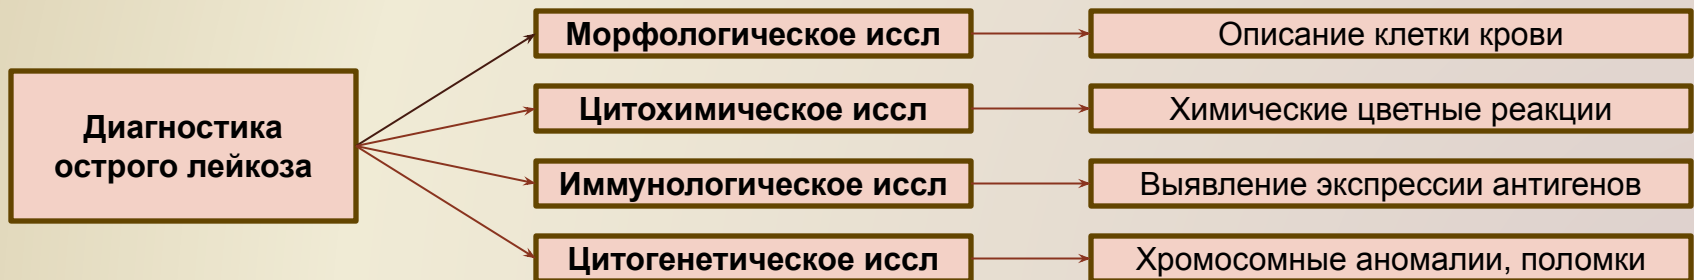 Диагностика
острого лейкоза
Морфологическое иссл
Описание клетки крови
Цитохимическое иссл
Химические цветные реакции
Иммунологическое иссл
Выявление экспрессии антигенов
Цитогенетическое иссл
Хромосомные аномалии, поломки